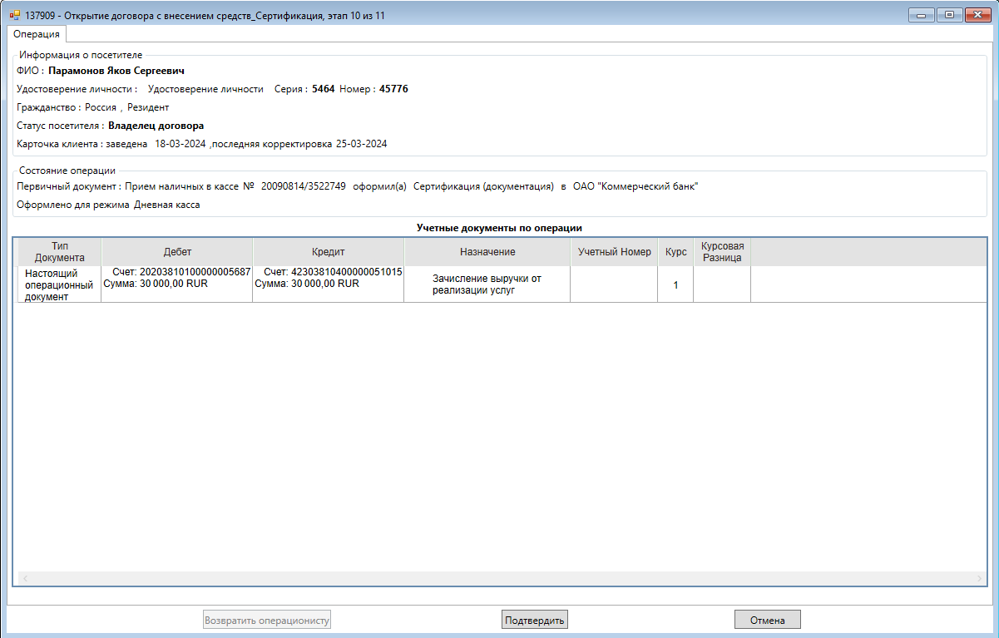 137909 - Открытие договора с внесением средств_Сертификация, этап 10 из 11
Операция
Информация о посетителе
ФИО : Парамонов Яков Сергеевич
Удостоверение личности : Удостоверение личности Серия : 5464 Номер : 45776
Гражданство : Россия , Резидент
Статус посетителя : Владелец договора
Карточка клиента : заведена 18-03-2024 ,последняя корректировка 25-03-2024
Состояние операции
Первичный документ : Прием наличных в кассе № 20090814/3522749 оформил(а) Сертификация (документация) в ОАО "Коммерческий банк"
Оформлено для режима Дневная касса
Учетные документы по операции
Тип Документа Дебет Кредит Назначение Учетный Номер Курс Курсовая Разница
Настоящий операционный документ
Счет: 20203810100000005687
Сумма: 30 000,00 RUR
Счет: 42303810400000051015
Сумма: 30 000,00 RUR
Зачисление выручки от
реализации услуг
1
Возвратить операционисту Подтвердить Отмена